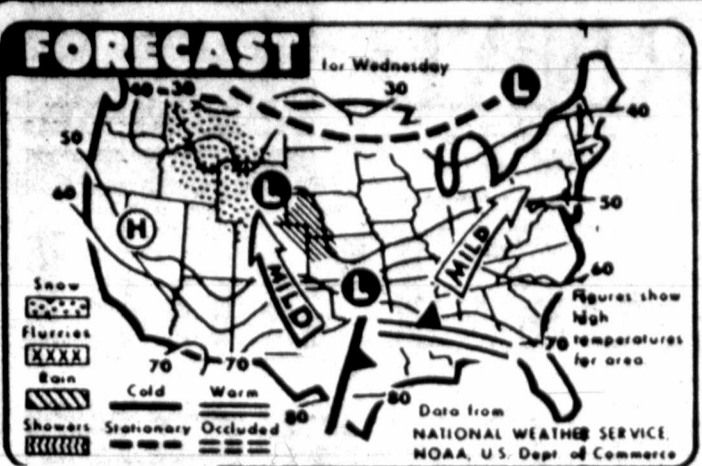 FORECAST
for Wednesday
40 30
30
L
40
50
60
L
H
50
MILD
MILD
L
60
Snow
Flurries
Rain
Showers
70 70
Cold Warm
Stationary Occluded
80
80
Figures show
high
70 temperatures
for area
Data from
NATIONAL WEATHER SERVICE,
NOAA, U.S. Dept. of Commerce